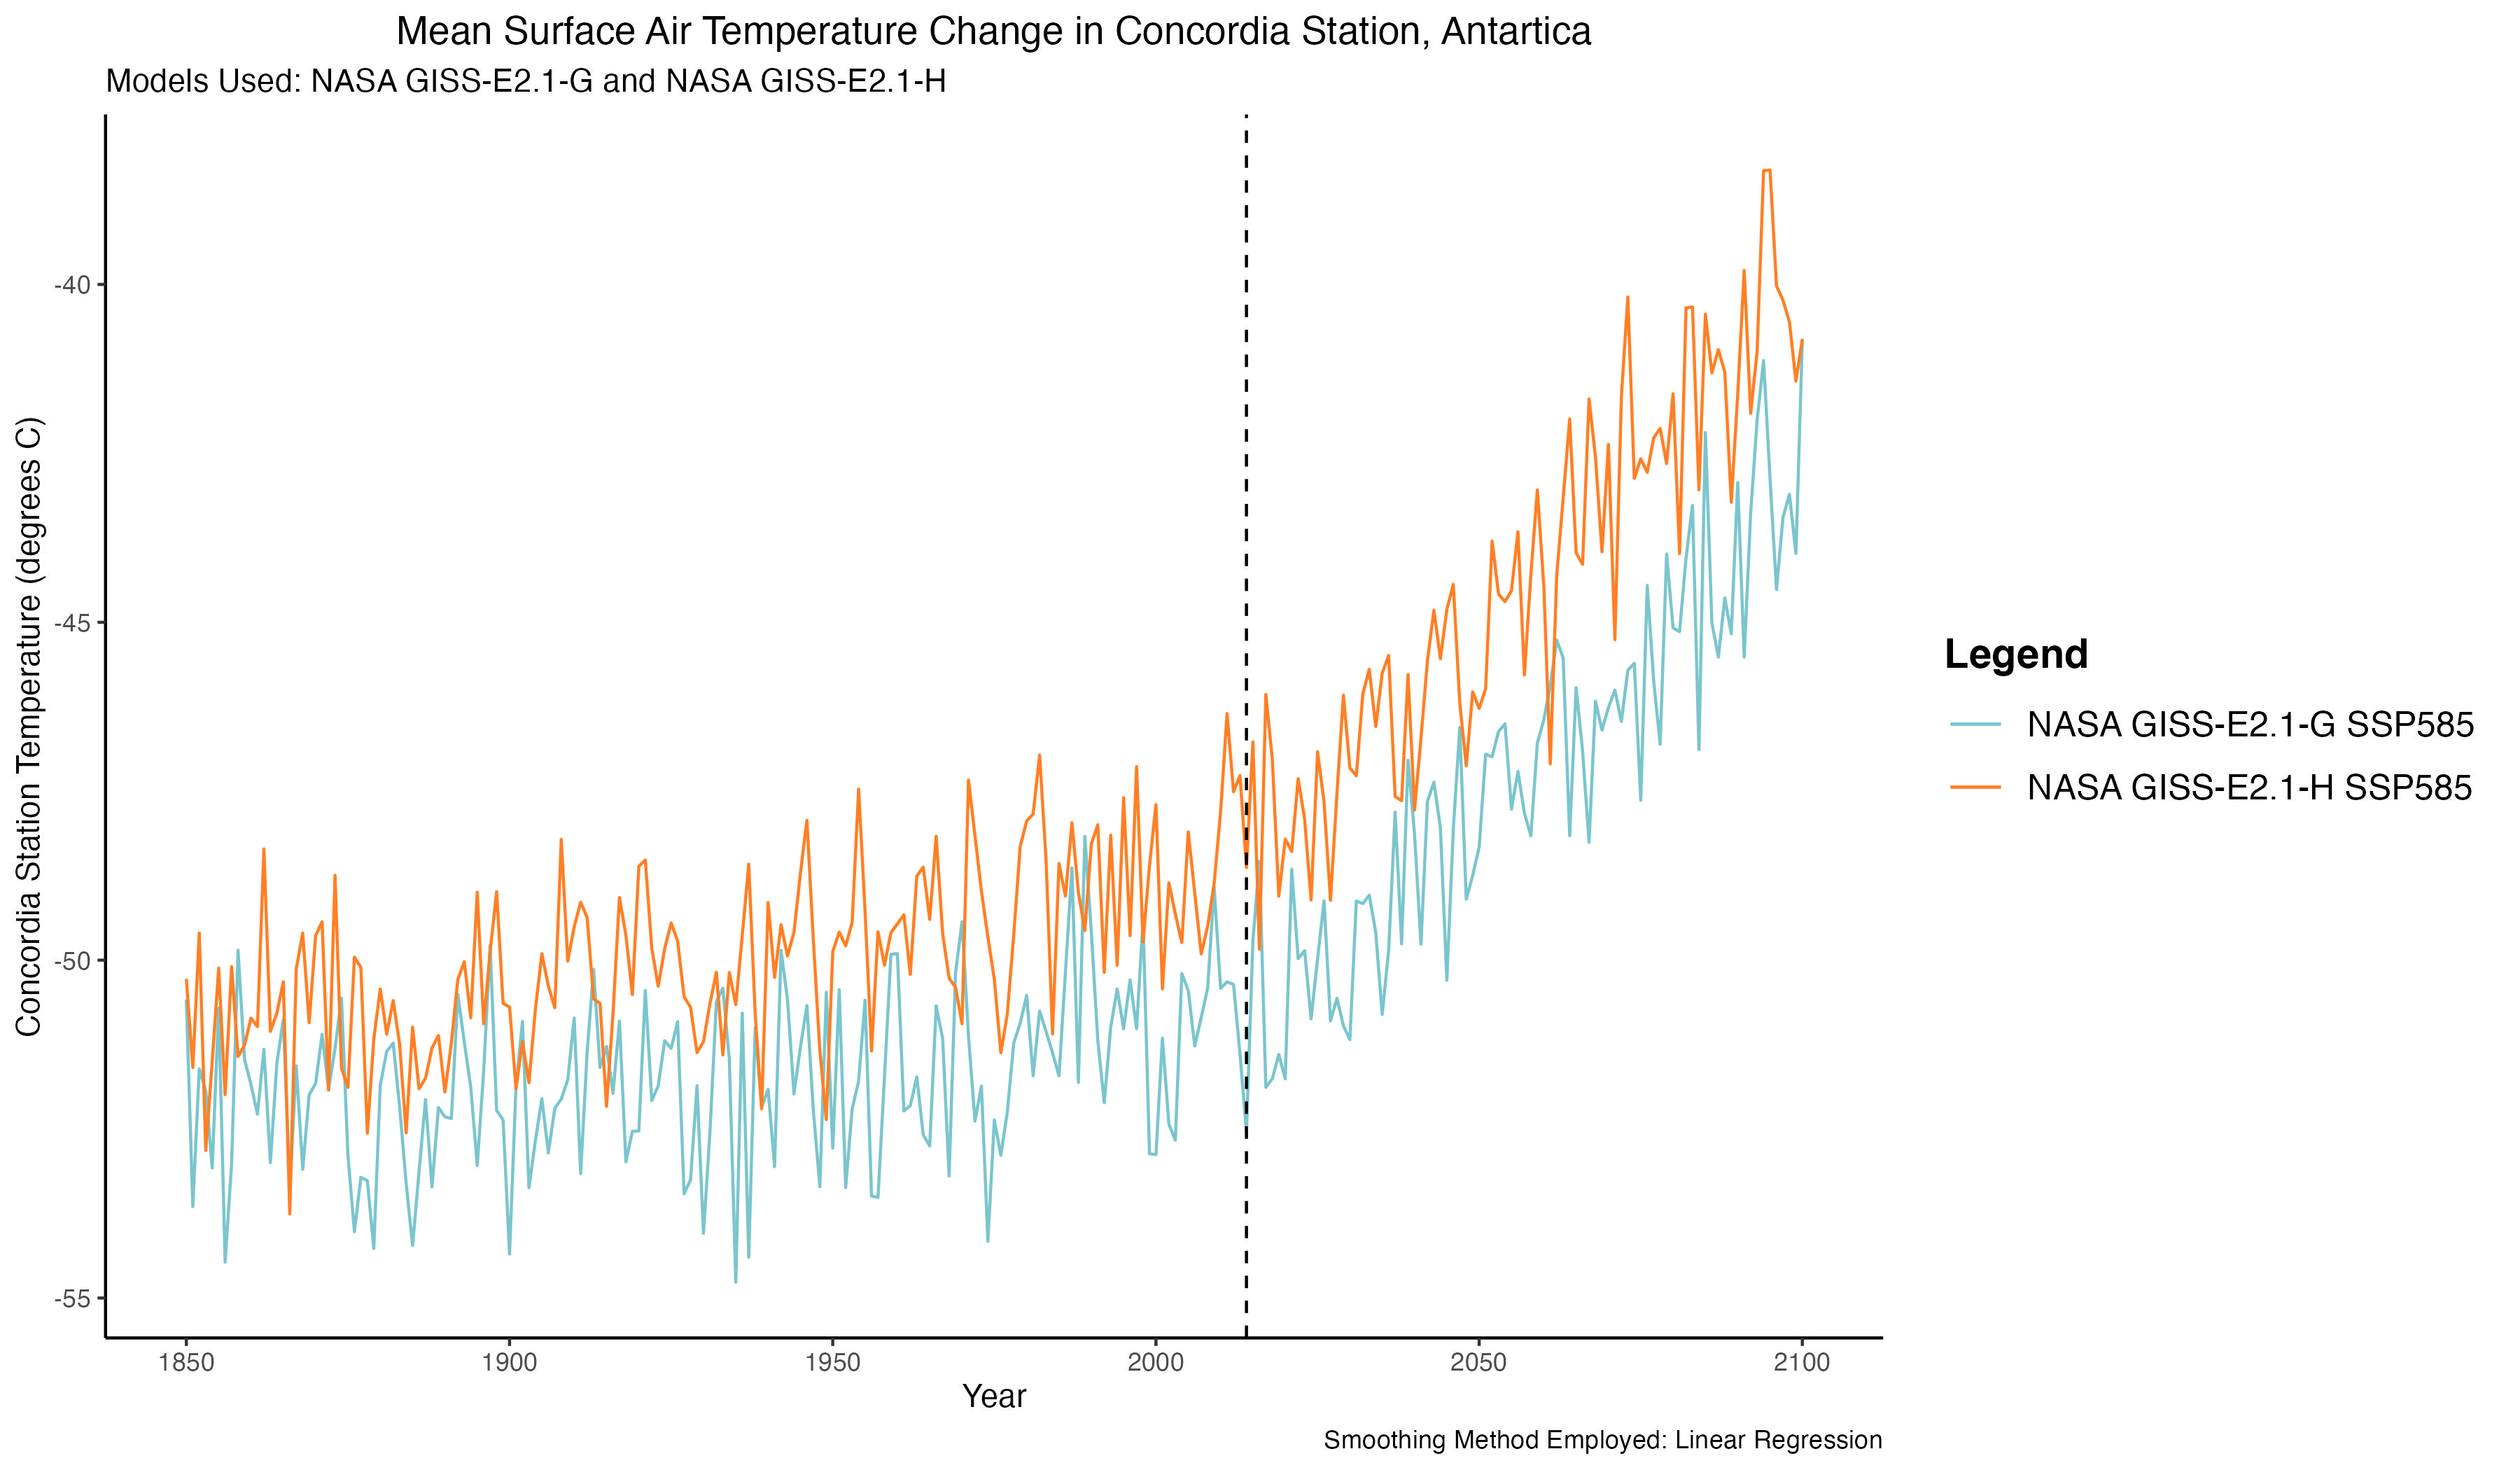 Mean Surface Air Temperature Change in Concordia Station, Antartica
Models Used: NASA GISS-E2.1-G and NASA GISS-E2.1-H
Concordia Station Temperature (degrees C)
-40
-45
-50
-55
1850
1900
1950
2000
2050
2100
Year
Legend
NASA GISS-E2.1-G SSP585
NASA GISS-E2.1-H SSP585
Smoothing Method Employed: Linear Regression